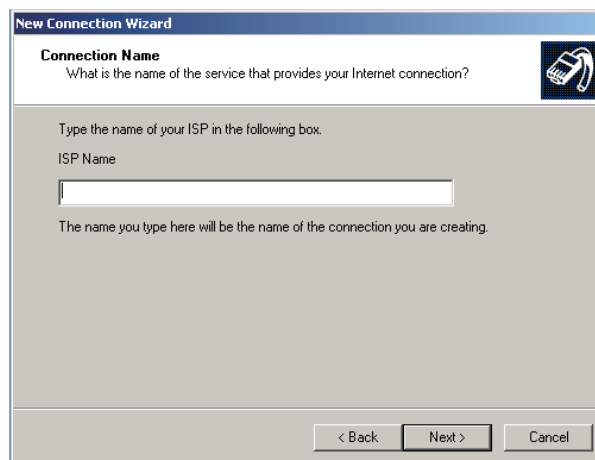 New Connection Wizard
Connection Name
What is the name of the service that provides your Internet connection?
Type the name of your ISP in the following box.
ISP Name
The name you type here will be the name of the connection you are creating.
< Back Next > Cancel